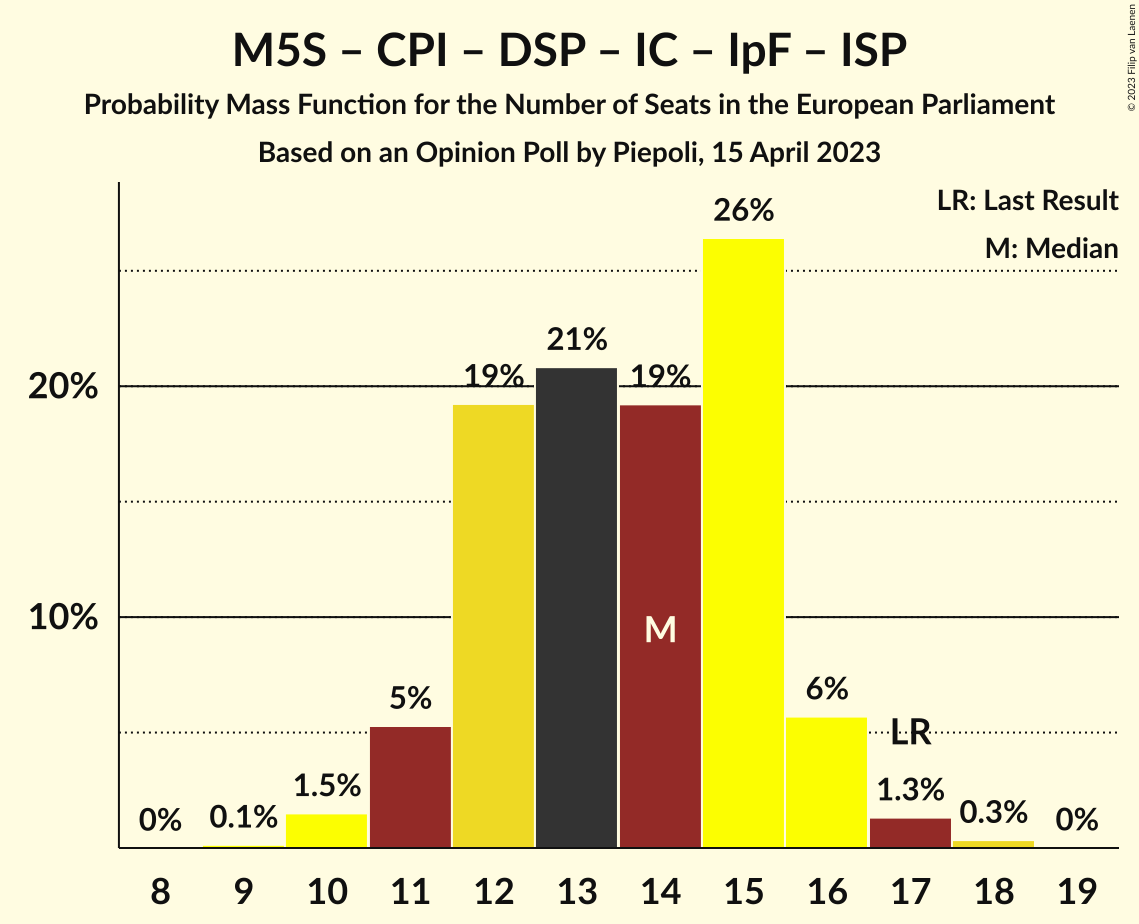 M5S – CPI – DSP – IC – IpF – ISP
Probability Mass Function for the Number of Seats in the European Parliament
Based on an Opinion Poll by Piepoli, 15 April 2023
© 2023 Filip van Laenen
LR: Last Result
M: Median
26%
21%
19%
19%
20%
10%
M
5%
6%
LR
1.5%
1.3%
0%
0.1%
0.3%
0%
8 9 10 11 12 13 14 15 16 17 18 19